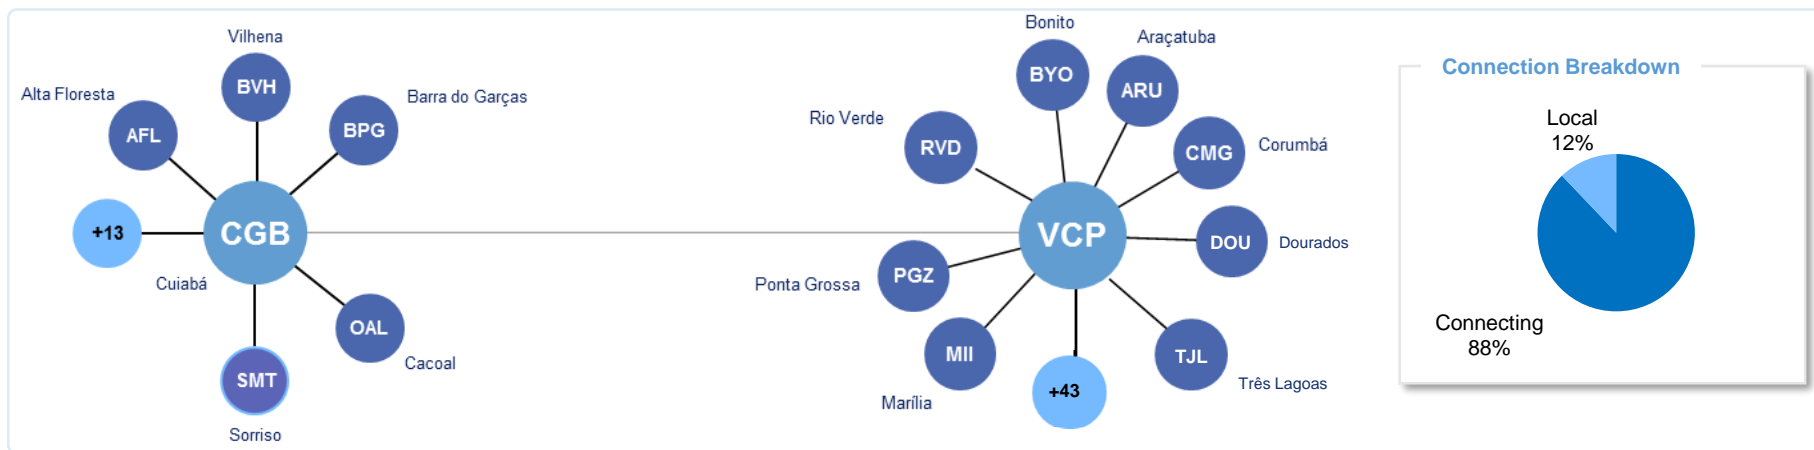 Vilhena
BVH
Alta Floresta
AFL
Barra do Garças
BPG
+13
CGB
Cuiabá
OAL
Cacoal
SMT
Sorriso
Bonito
BYO
Araçatuba
ARU
Rio Verde
RVD
CMG
Corumbá
VCP
DOU
Dourados
Ponta Grossa
PGZ
MII
Marília
+43
TJL
Três Lagoas
Connection Breakdown
Local
12%
Connecting
88%